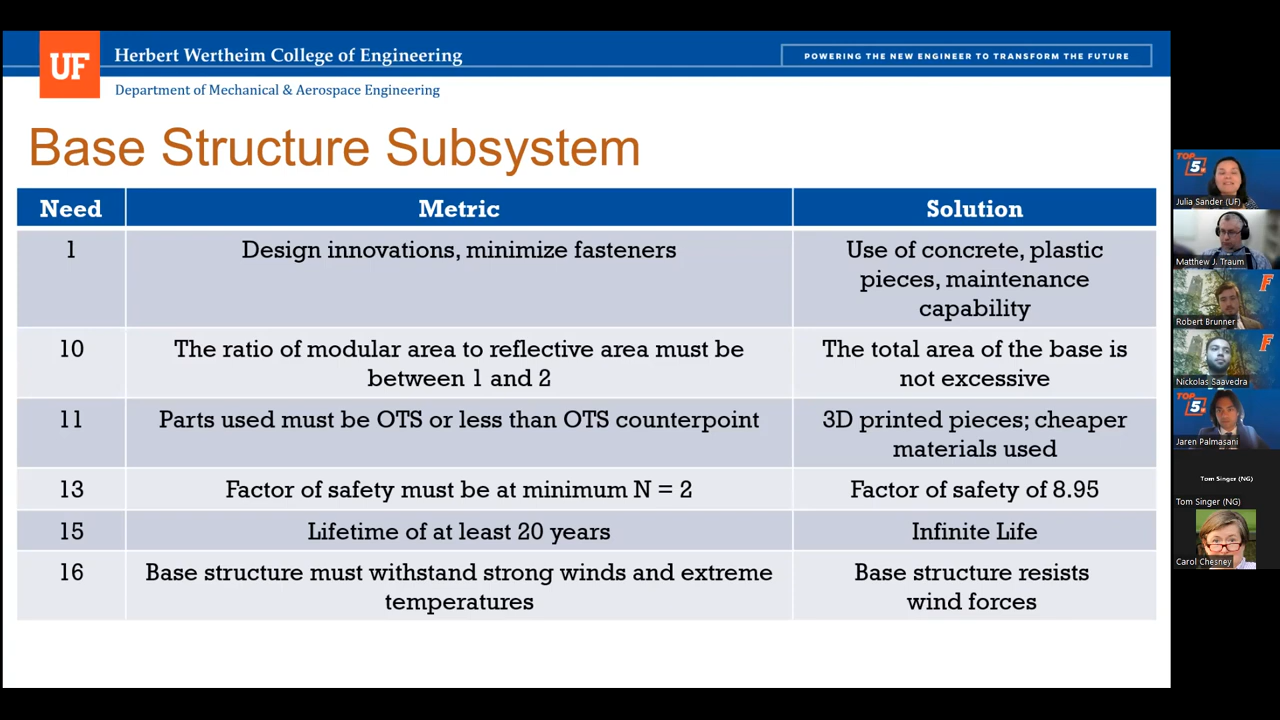 UF
Herbert Wertheim College of Engineering
POWERING THE NEW ENGINEER TO TRANSFORM THE FUTURE
Department of Mechanical & Aerospace Engineering
Base Structure Subsystem
Need
Metric
Solution
1
Design innovations, minimize fasteners
Use of concrete, plastic
pieces, maintenance
capability
10
The ratio of modular area to reflective area must be
between 1 and 2
The total area of the base is
not excessive
11
Parts used must be OTS or less than OTS counterpoint
3D printed pieces; cheaper
materials used
13
Factor of safety must be at minimum N = 2
Factor of safety of 8.95
15
Lifetime of at least 20 years
Infinite Life
16
Base structure must withstand strong winds and extreme
temperatures
Base structure resists
wind forces
TOP
5
Julia Sander (UF)
Matthew J. Traum
F
Robert Brunner
F
Nickolas Saavedra
TOP
5
Jaren Palmasani
Tom Singer (NG)
Tom Singer (NG)
Carol Chesney